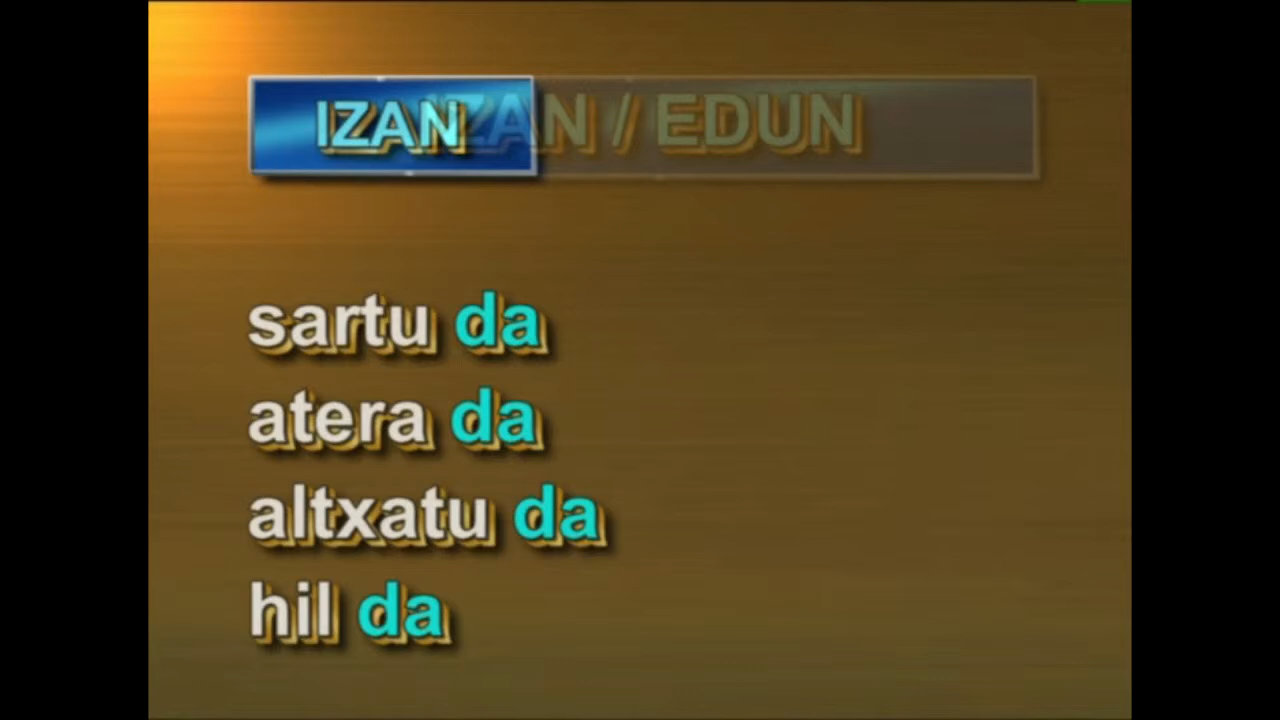 IZAN IZAN / EDUN
sartu da
atera da
altxatu da
hil da